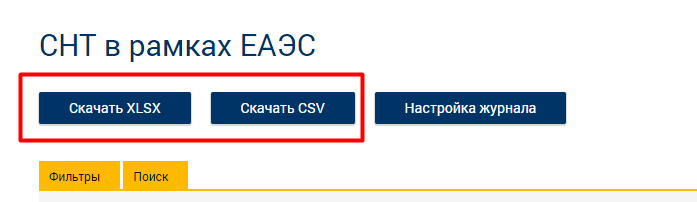 СНТ в рамках ЕАЭС
Скачать XLSX Скачать CSV Настройка журнала
Фильтры Поиск